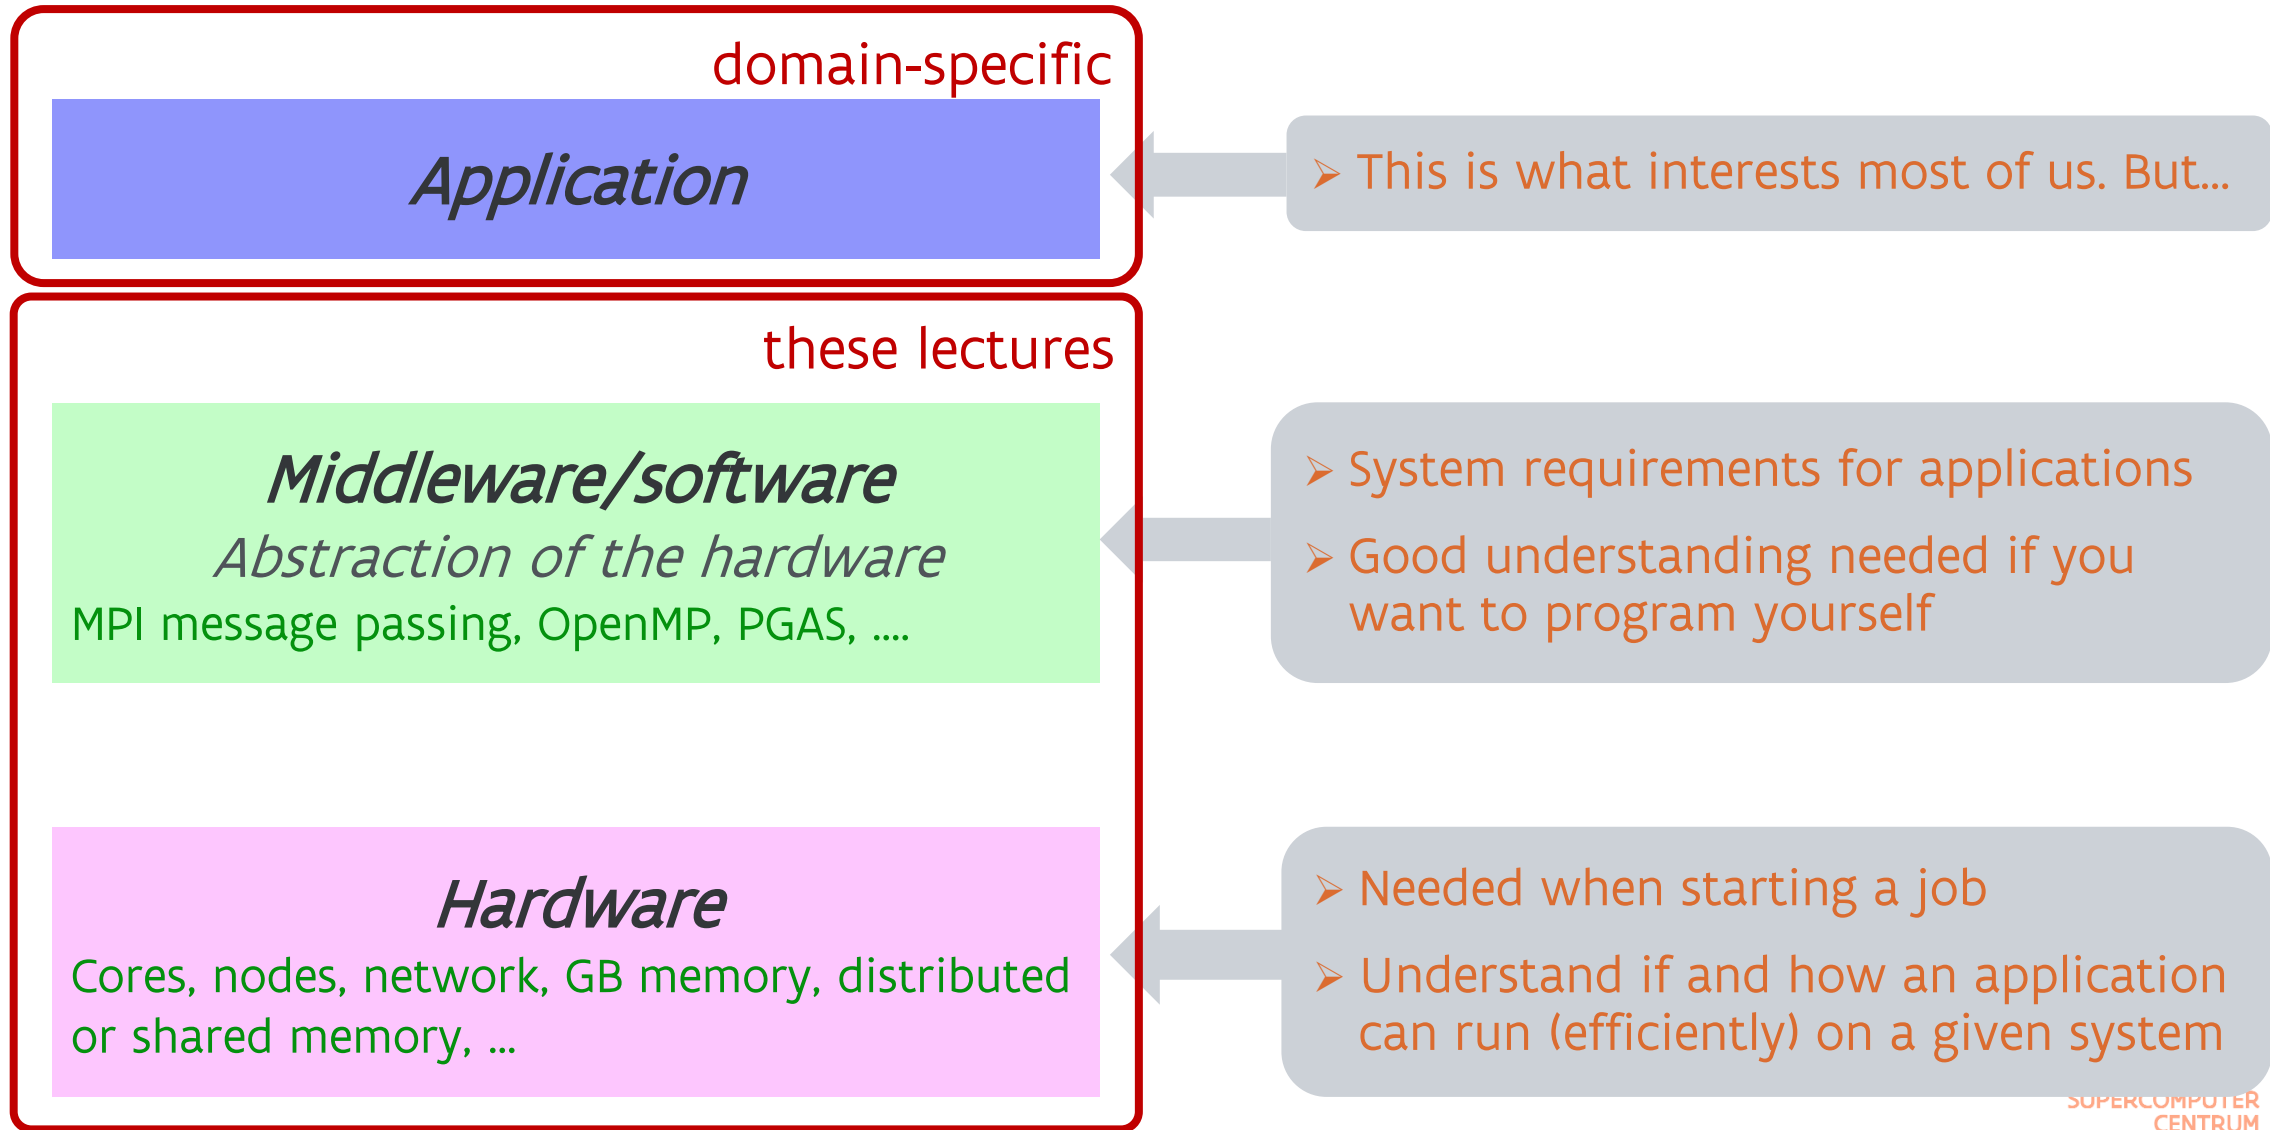 domain-specific
Application
➢ This is what interests most of us. But…
these lectures
Middleware/software
Abstraction of the hardware
MPI message passing, OpenMP, PGAS, ….
➢ System requirements for applications
➢ Good understanding needed if you
want to program yourself
Hardware
Cores, nodes, network, GB memory, distributed
or shared memory, …
➢ Needed when starting a job
➢ Understand if and how an application
can run (efficiently) on a given system
SUPERCOMPUTER
CENTRUM